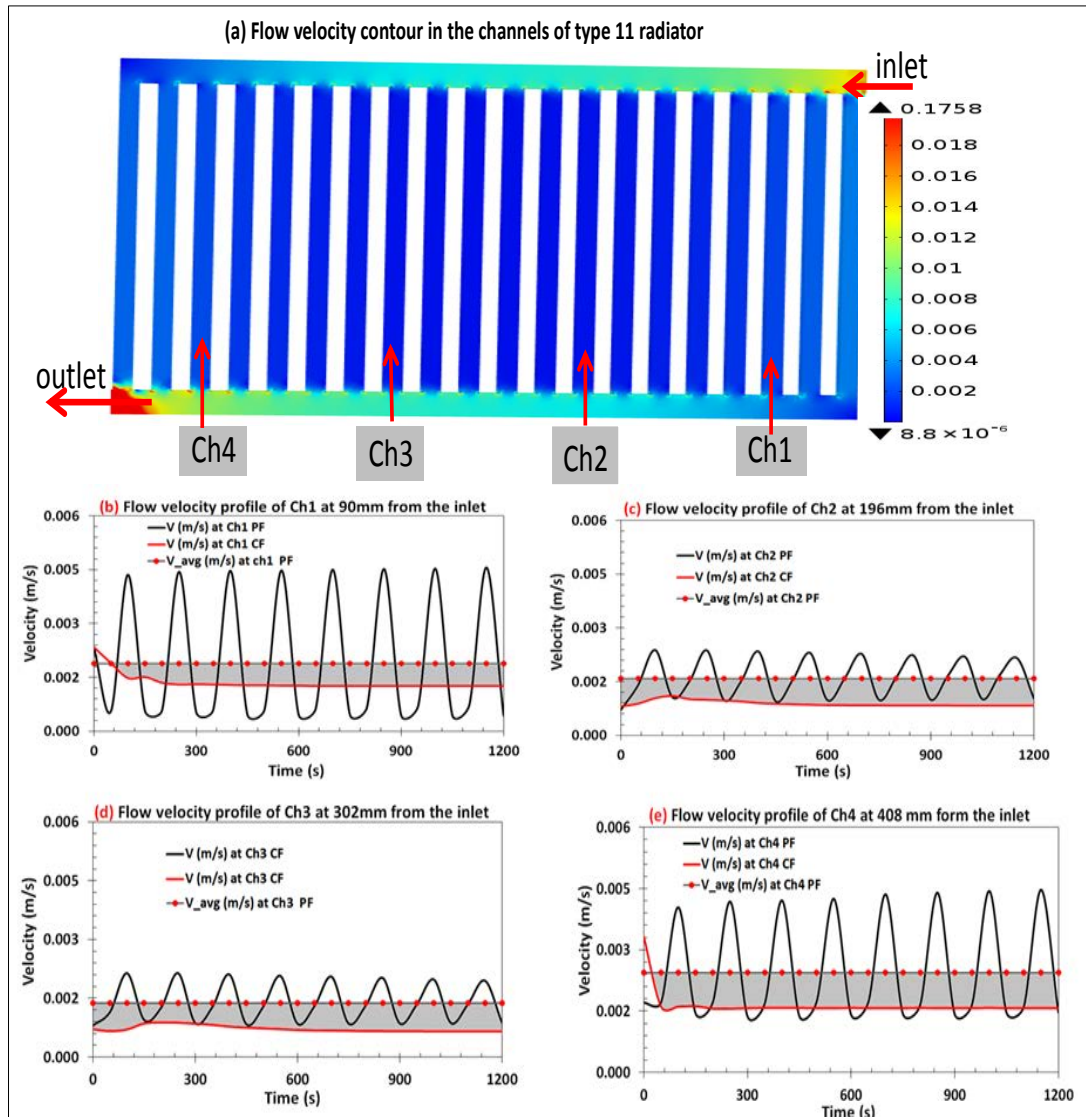 (a) Flow velocity contour in the channels of type 11 radiator
inlet
0.1758
0.018
0.016
0.014
0.012
0.01
0.008
0.006
0.004
0.002
8.8 ×10⁻⁶
outlet
Ch4
Ch3
Ch2
Ch1
(b) Flow velocity profile of Ch1 at 90mm from the inlet
V (m/s) at Ch1 PF
V (m/s) at Ch1 CF
V_avg (m/s) at ch1 PF
Velocity (m/s)
0.006
0.005
0.003
0.002
0.000
0 300 600 900 1200
Time (s)
(c) Flow velocity profile of Ch2 at 196mm from the inlet
V (m/s) at Ch2 PF
V (m/s) at Ch2 CF
V_avg (m/s) at Ch2 PF
Velocity (m/s)
0.006
0.005
0.003
0.002
0.000
0 300 600 900 1200
Time (s)
(d) Flow velocity profile of Ch3 at 302mm from the inlet
V (m/s) at Ch3 CF
V (m/s) at Ch3 CF
V_avg (m/s) at Ch3 PF
Velocity (m/s)
0.006
0.005
0.003
0.002
0.000
0 300 600 900 1200
Time (s)
(e) Flow velocity profile of Ch4 at 408 mm form the inlet
V (m/s) at Ch4 PF
V (m/s) at Ch4 CF
V_avg (m/s) at Ch4 PF
Velocity (m/s)
0.006
0.005
0.003
0.002
0.000
0 300 600 900 1200
Time (s)